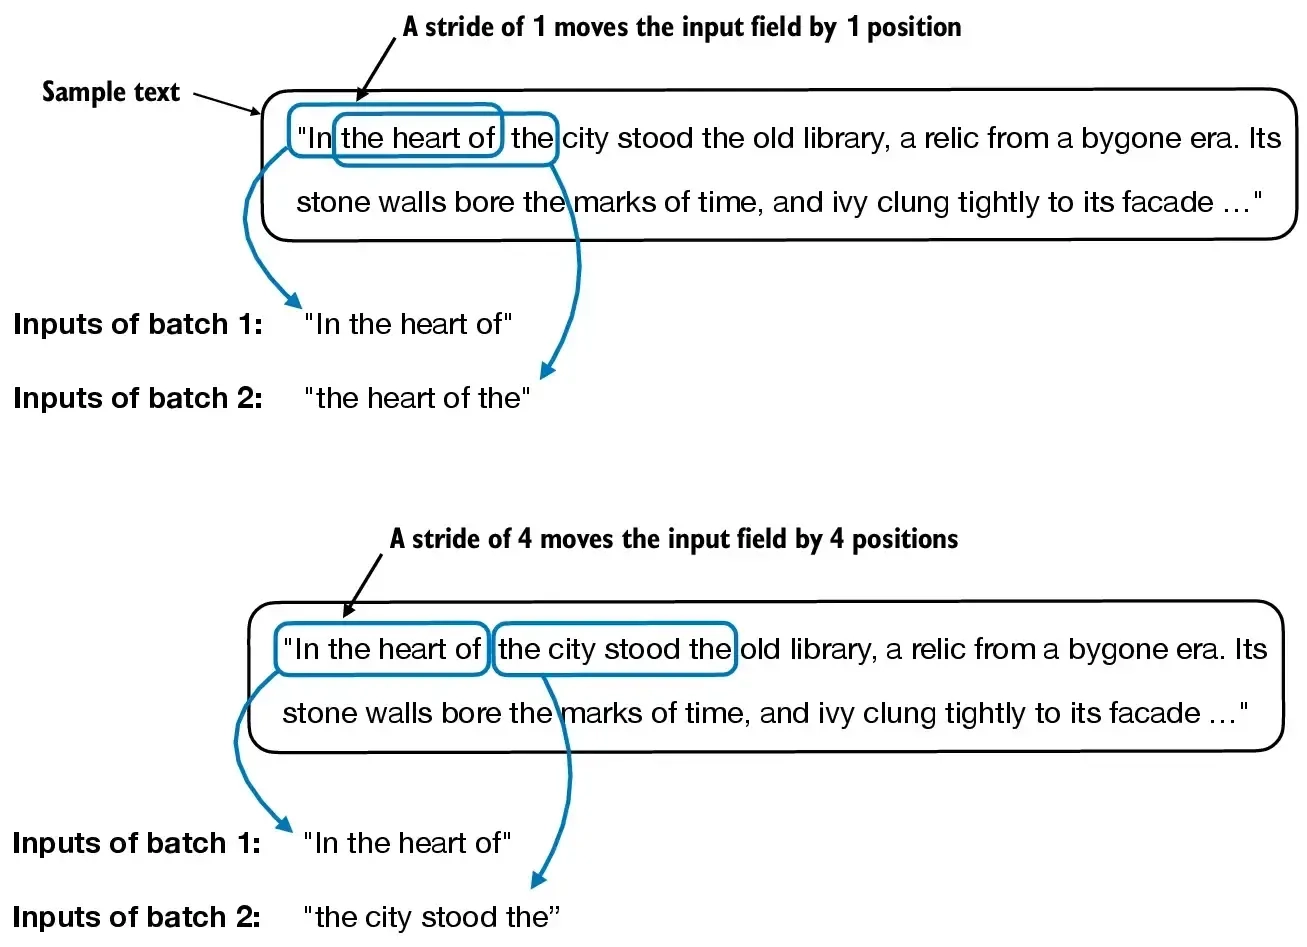 A stride of 1 moves the input field by 1 position
Sample text
"In the heart of the city stood the old library, a relic from a bygone era. Its
stone walls bore the marks of time, and ivy clung tightly to its facade ..."
Inputs of batch 1: "In the heart of"
Inputs of batch 2: "the heart of the"
A stride of 4 moves the input field by 4 positions
"In the heart of the city stood the old library, a relic from a bygone era. Its
stone walls bore the marks of time, and ivy clung tightly to its facade ..."
Inputs of batch 1: "In the heart of"
Inputs of batch 2: "the city stood the”